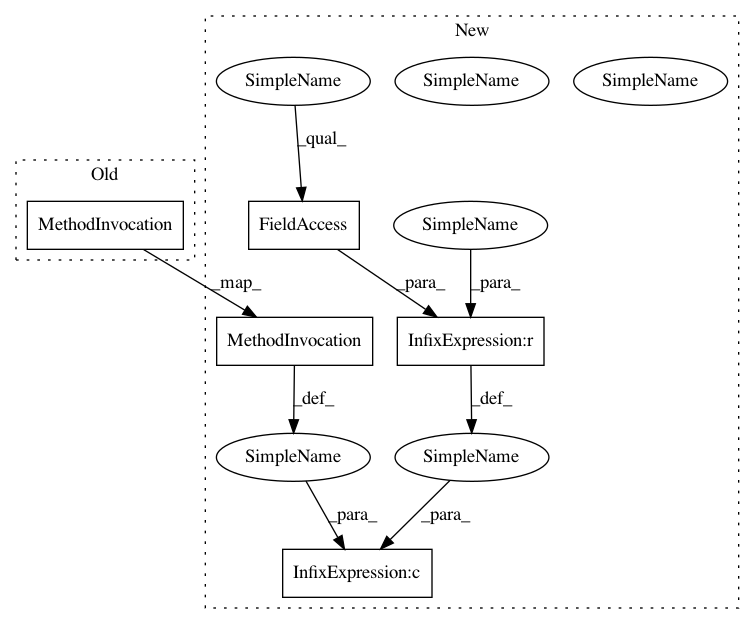 New
SimpleName SimpleName SimpleName
_qual_
Old
MethodInvocation FieldAccess SimpleName
_map_ _para_ _para_
MethodInvocation InfixExpression:r
_def_ _def_
SimpleName SimpleName
_para_ _para_
InfixExpression:c